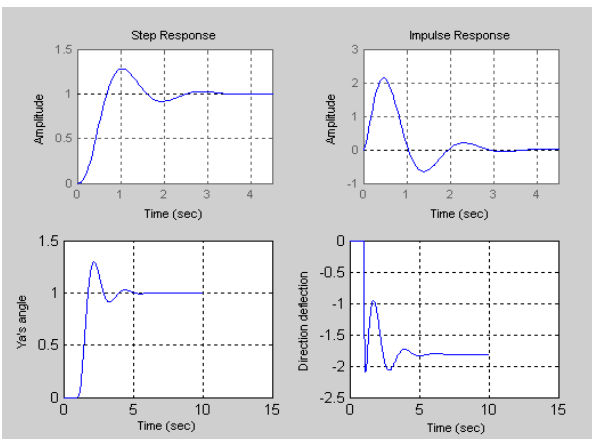 Step Response
1.5
1
0.5
0
Amplitude
0 1 2 3 4
Time (sec)
Impulse Response
3
2
1
0
-1
Amplitude
0 1 2 3 4
Time (sec)
1.5
1
0.5
0
Ya's angle
0 5 10 15
Time (sec)
0
-0.5
-1
-1.5
-2
-2.5
Direction deflection
0 5 10 15
Time (sec)